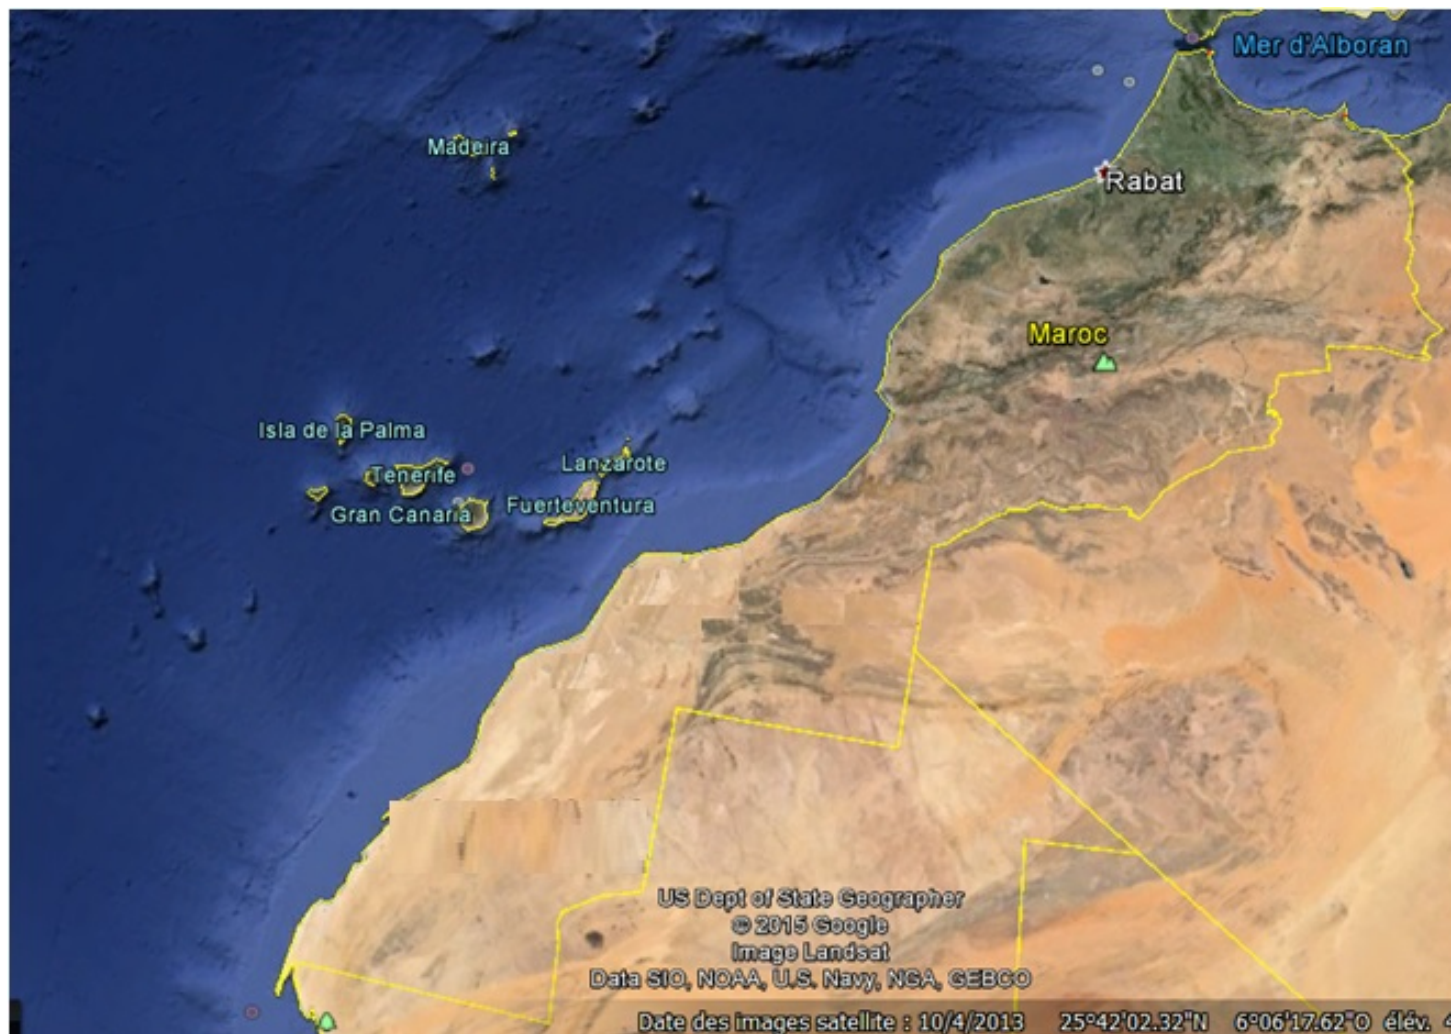 Mer d'Alboran
Madeira
Rabat
Maroc
Isla de la Palma
Tenerife
Lanzarote
Gran Canaria
Fuerteventura
US Dept of State Geographer
© 2015 Google
Image Landsat
Data SIO, NOAA, U.S. Navy, NGA, GEBCO
Date des images satellite : 10/4/2013 25°42'02.32"N 6°06'17.62"O élév.